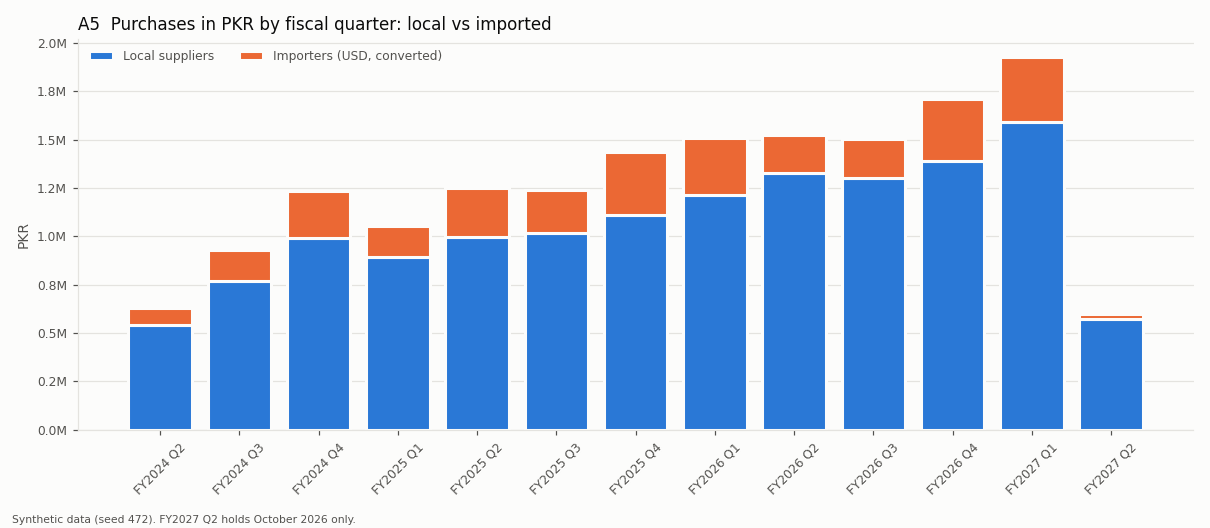 A5  Purchases in PKR by fiscal quarter: local vs imported
Local suppliers
Importers (USD, converted)
2.0M
1.8M
1.5M
1.2M
1.0M
0.8M
0.5M
0.2M
0.0M
PKR
FY2024 Q2
FY2024 Q3
FY2024 Q4
FY2025 Q1
FY2025 Q2
FY2025 Q3
FY2025 Q4
FY2026 Q1
FY2026 Q2
FY2026 Q3
FY2026 Q4
FY2027 Q1
FY2027 Q2
Synthetic data (seed 472). FY2027 Q2 holds October 2026 only.